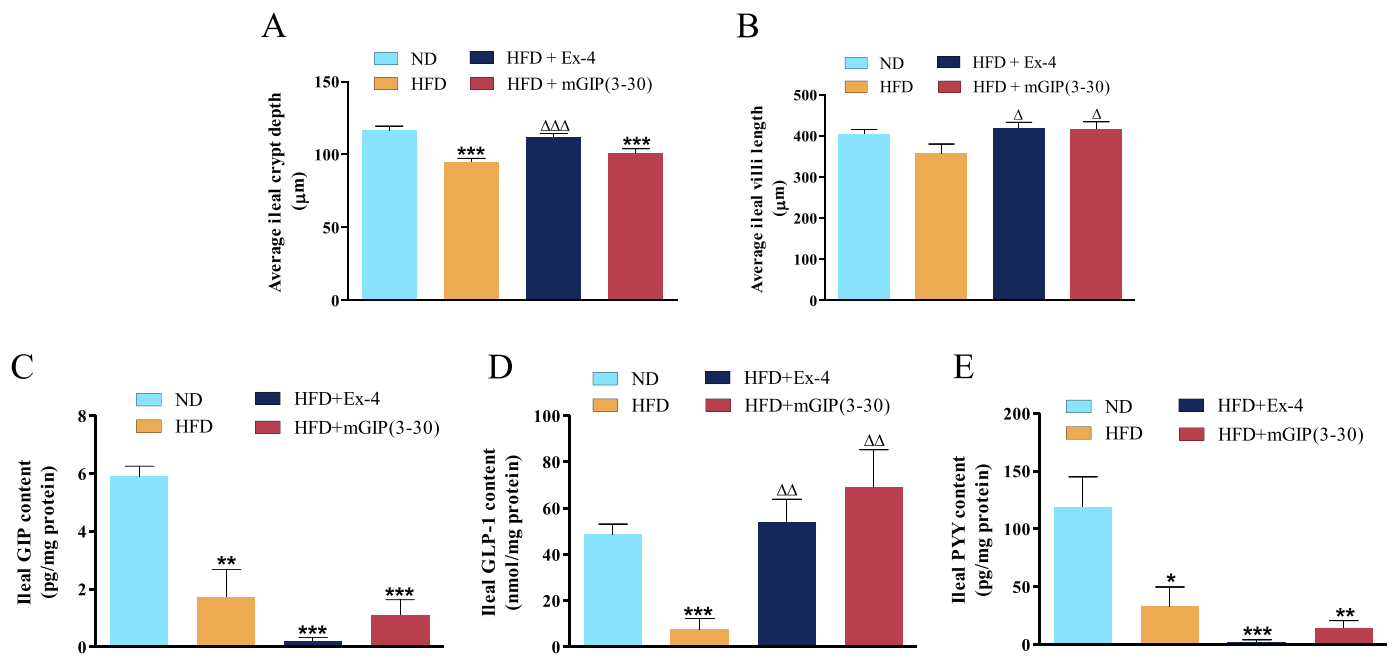 A
ND
HFD + Ex-4
HFD
HFD + mGIP(3-30)
Average ileal crypt depth
(μm)
150
100
50
0
***
ΔΔΔ
***
B
ND
HFD + Ex-4
HFD
HFD + mGIP(3-30)
Average ileal villi length
(μm)
500
400
300
200
100
0
Δ
Δ
C
ND
HFD+Ex-4
HFD
HFD+mGIP(3-30)
Ileal GIP content
(pg/mg protein)
8
6
4
2
0
**
***
***
D
ND
HFD+Ex-4
HFD
HFD+mGIP(3-30)
Ileal GLP-1 content
(nmol/mg protein)
100
80
60
40
20
0
***
ΔΔ
ΔΔ
E
ND
HFD+Ex-4
HFD
HFD+mGIP(3-30)
Ileal PYY content
(pg/mg protein)
200
150
100
50
0
*
***
**